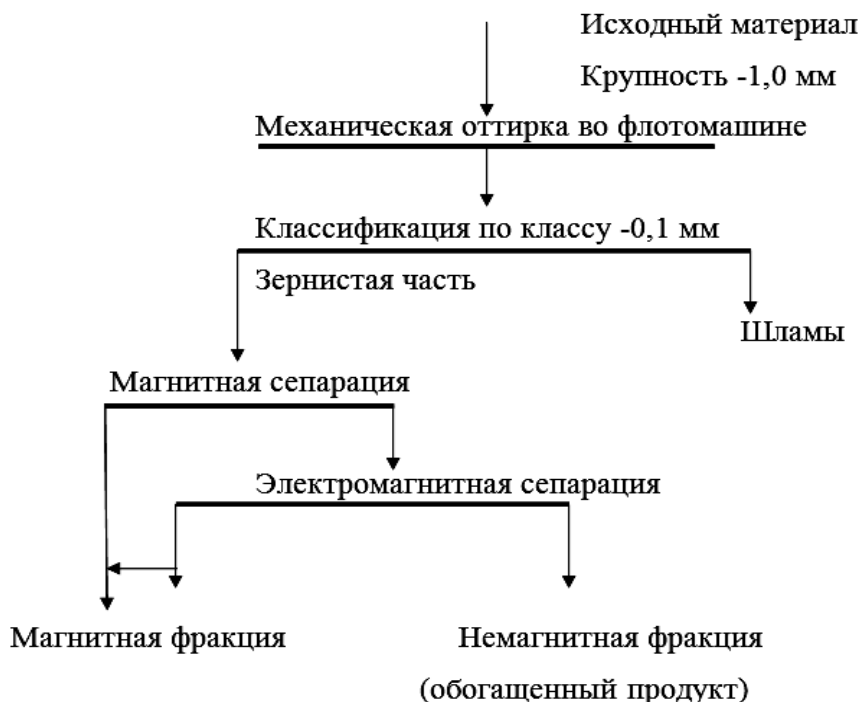 Исходный материал
Крупность -1,0 мм
Механическая оттирка во флотомашине
Классификация по классу -0,1 мм
Зернистая часть
Шламы
Магнитная сепарация
Электромагнитная сепарация
Магнитная фракция
Немагнитная фракция
(обогащенный продукт)